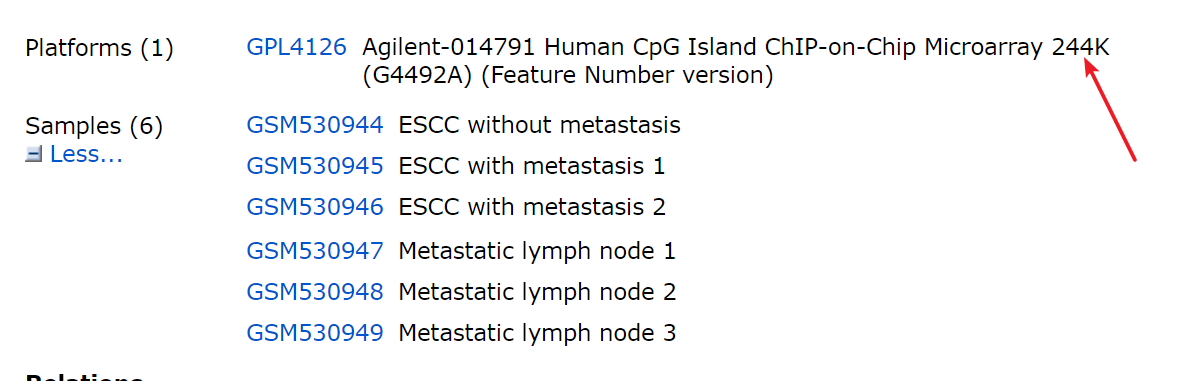 Platforms (1) GPL4126 Agilent-014791 Human CpG Island ChIP-on-Chip Microarray 244K
(G4492A) (Feature Number version)
Samples (6) GSM530944 ESCC without metastasis
Less... GSM530945 ESCC with metastasis 1
GSM530946 ESCC with metastasis 2
GSM530947 Metastatic lymph node 1
GSM530948 Metastatic lymph node 2
GSM530949 Metastatic lymph node 3
Relations